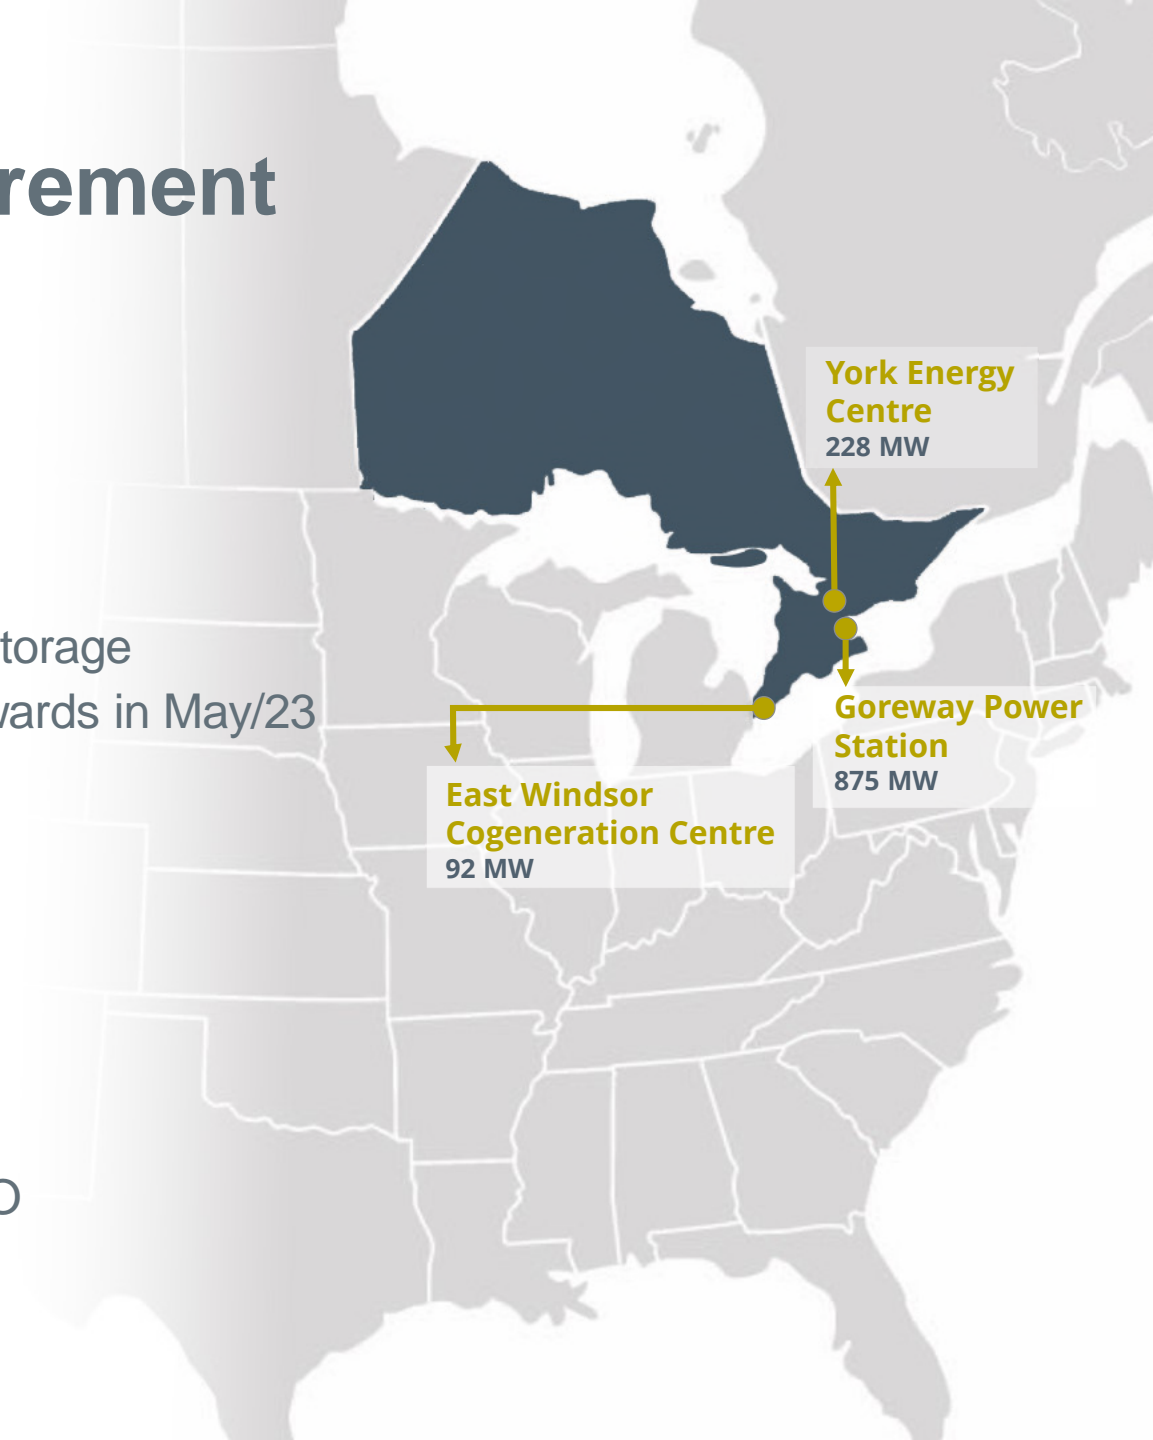 rement
York Energy
Centre
228 MW
torage
wards in May/23
Goreway Power
Station
875 MW
East Windsor
Cogeneration Centre
92 MW
O